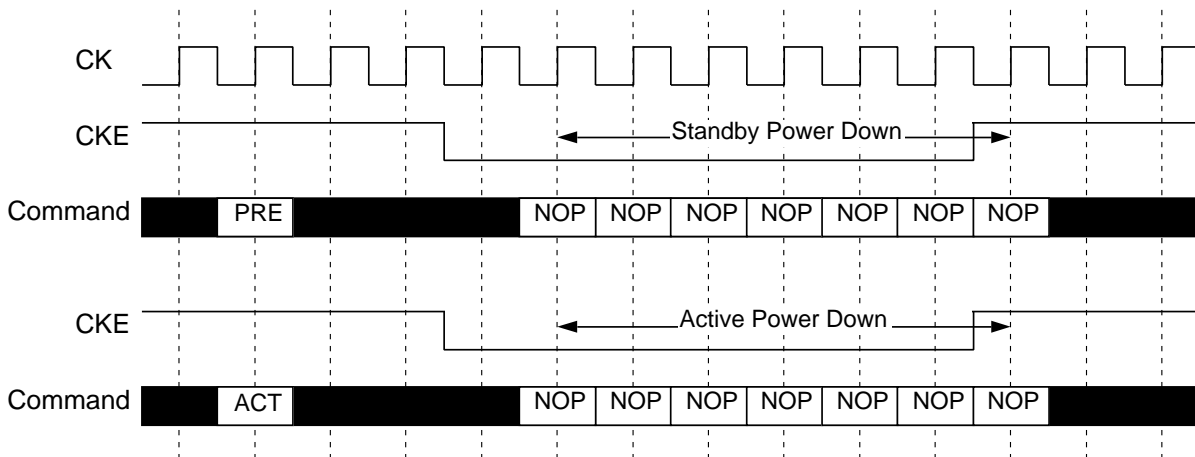 CK
CKE
Standby Power Down
Command
PRE
NOP NOP NOP NOP NOP NOP NOP
CKE
Active Power Down
Command
ACT
NOP NOP NOP NOP NOP NOP NOP